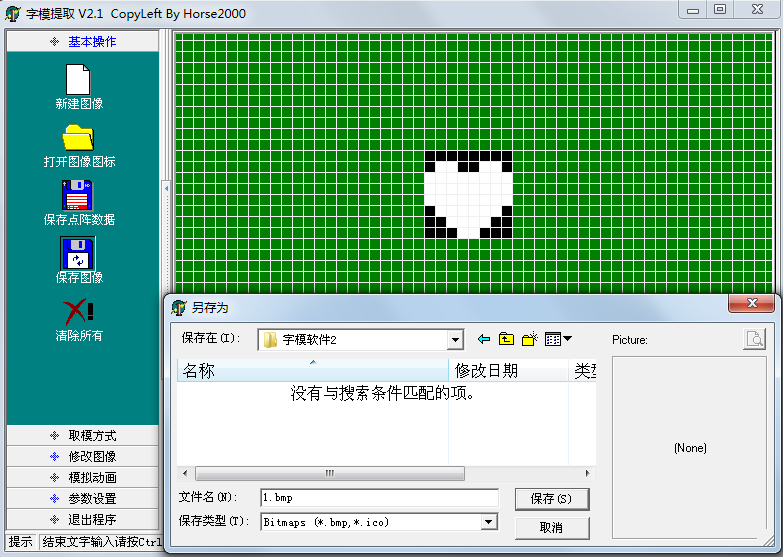 字模提取 V2.1 CopyLeft By Horse2000
基本操作
新建图像
打开图像图标
保存点阵数据
保存图像
清除所有
取模方式
修改图像
模拟动画
参数设置
退出程序
提示 结束文字输入请按Ctrl
另存为
保存在(I):
字模软件2
Picture:
名称 修改日期 类型
没有与搜索条件匹配的项。
(None)
文件名(N): 1.bmp 保存(S)
保存类型(T): Bitmaps (*.bmp,*.ico) 取消